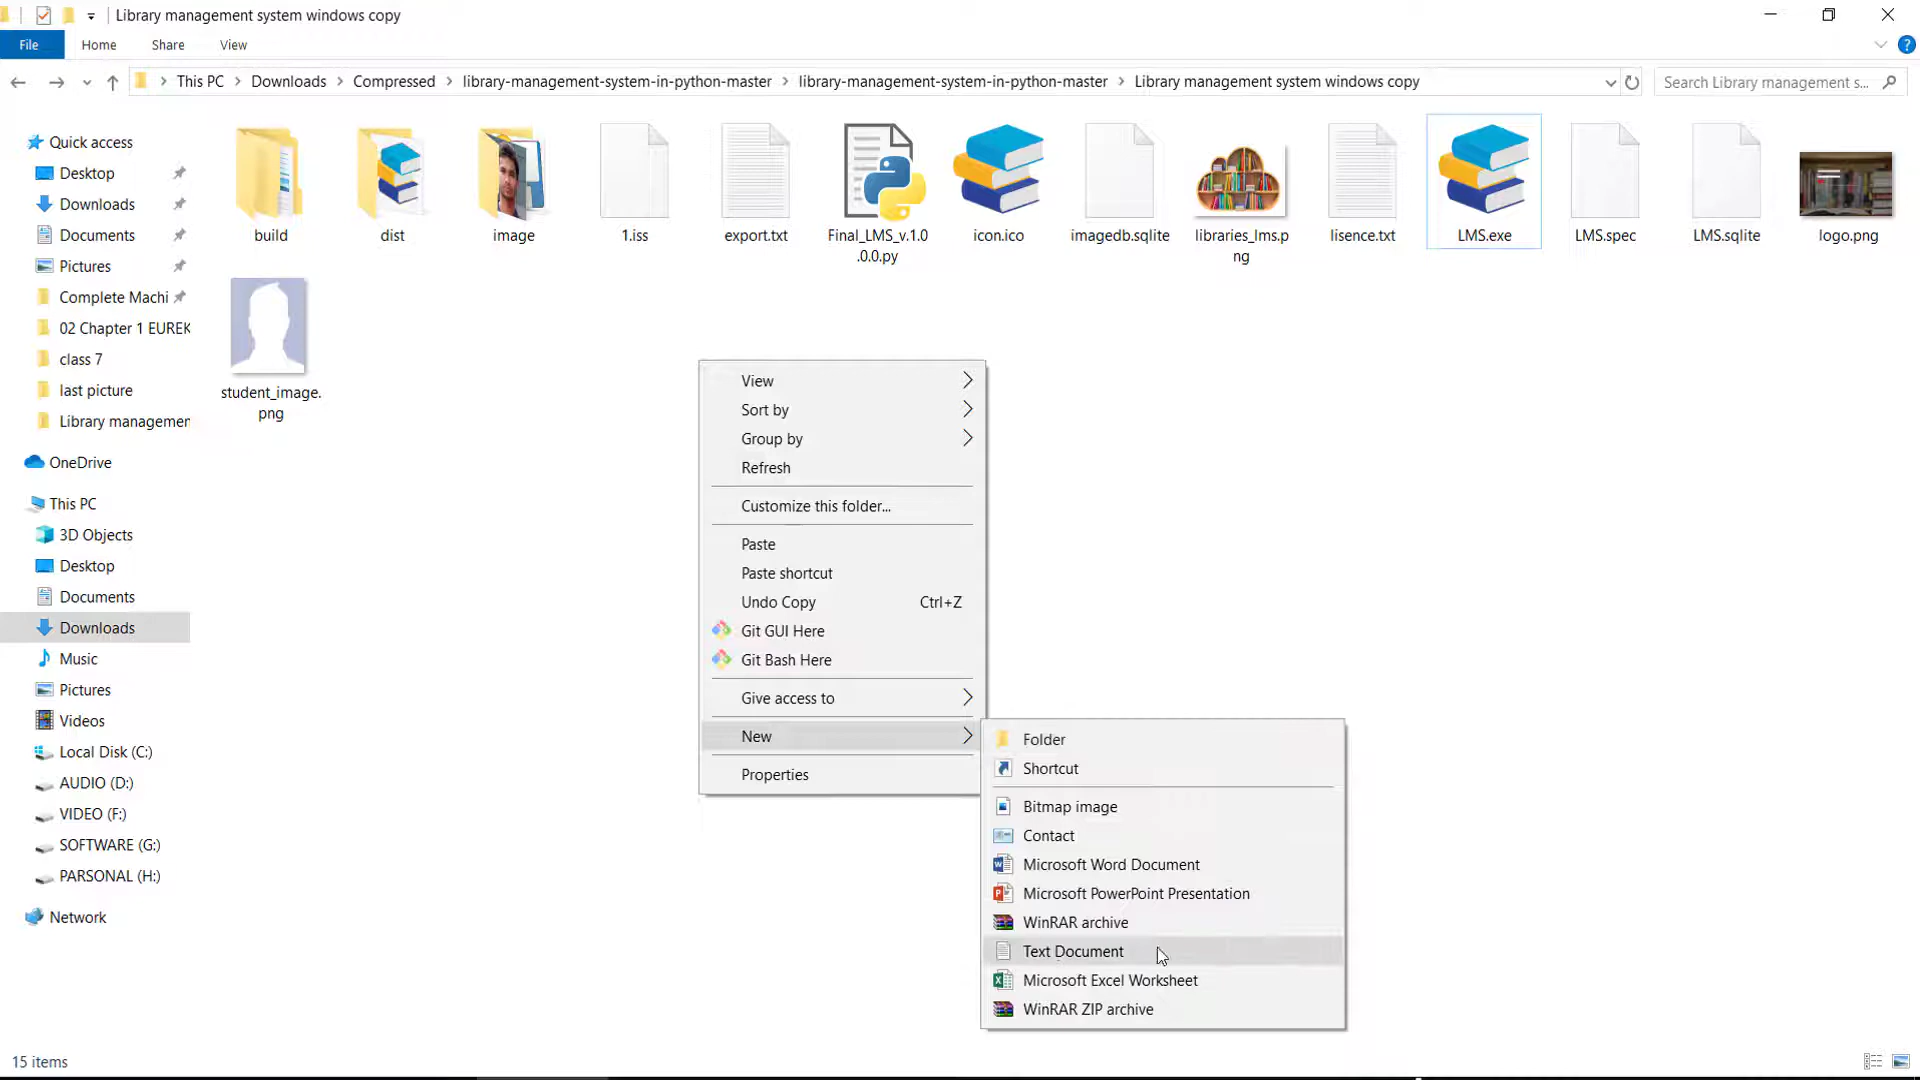 Library management system windows copy
File Home Share View
This PC Downloads Compressed library-management-system-in-python-master library-management-system-in-python-master Library management system windows copy
Search Library management s...
Quick access
Desktop
Downloads
Documents
Pictures
Complete Machi
02 Chapter 1 EUREK
class 7
last picture
Library managemen
OneDrive
This PC
3D Objects
Desktop
Documents
Downloads
Music
Pictures
Videos
Local Disk (C:)
AUDIO (D:)
VIDEO (F:)
SOFTWARE (G:)
PARSONAL (H:)
Network
build
dist
image
1.iss
export.txt
Final_LMS_v.1.0
.0.0.py
icon.ico
imagedb.sqlite
libraries_lms.p
ng
lisence.txt
LMS.exe
LMS.spec
LMS.sqlite
logo.png
student_image.
png
View
Sort by
Group by
Refresh
Customize this folder...
Paste
Paste shortcut
Undo Copy Ctrl+Z
Git GUI Here
Git Bash Here
Give access to
New
Properties
Folder
Shortcut
Bitmap image
Contact
Microsoft Word Document
Microsoft PowerPoint Presentation
WinRAR archive
Text Document
Microsoft Excel Worksheet
WinRAR ZIP archive
15 items